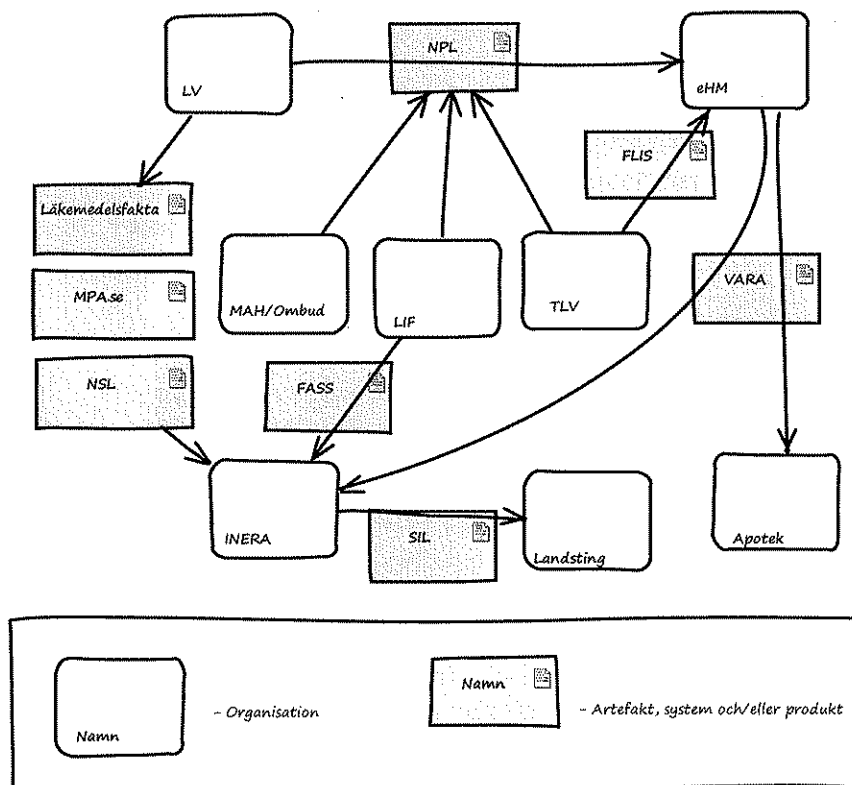 NPL
LV
eHM
FLIS
Läkemedelsfakta
MPA.se
NSL
MAH/Ombud
LIF
TLV
VARA
FASS
INERA
SIL
Landsting
Apotek
Namn
- Organisation
Namn
- Artefakt, system och/eller produkt